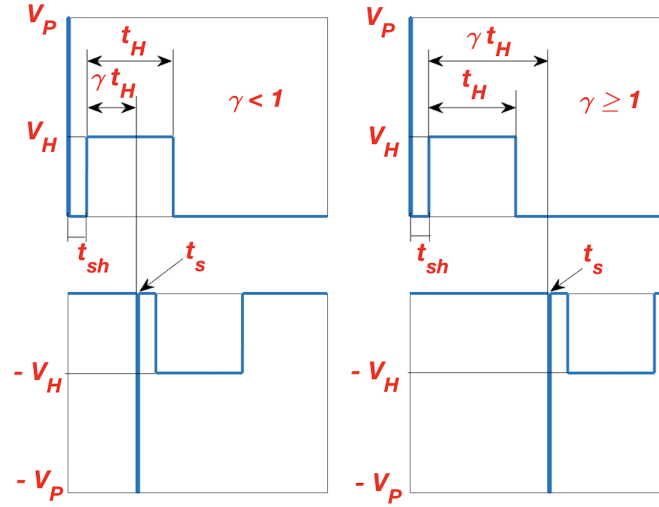 V_P
t_H
γ t_H
γ < 1
V_H
t_sh
t_s
- V_H
- V_P
V_P
γ t_H
t_H
γ ≥ 1
V_H
t_sh
t_s
- V_H
- V_P